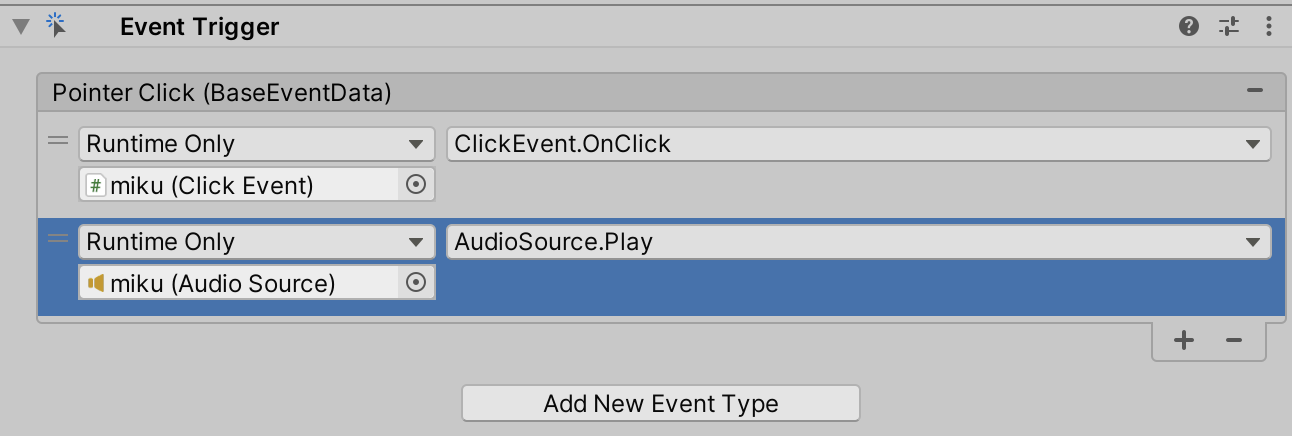 Event Trigger
Pointer Click (BaseEventData)
Runtime Only
ClickEvent.OnClick
miku (Click Event)
Runtime Only
AudioSource.Play
miku (Audio Source)
Add New Event Type